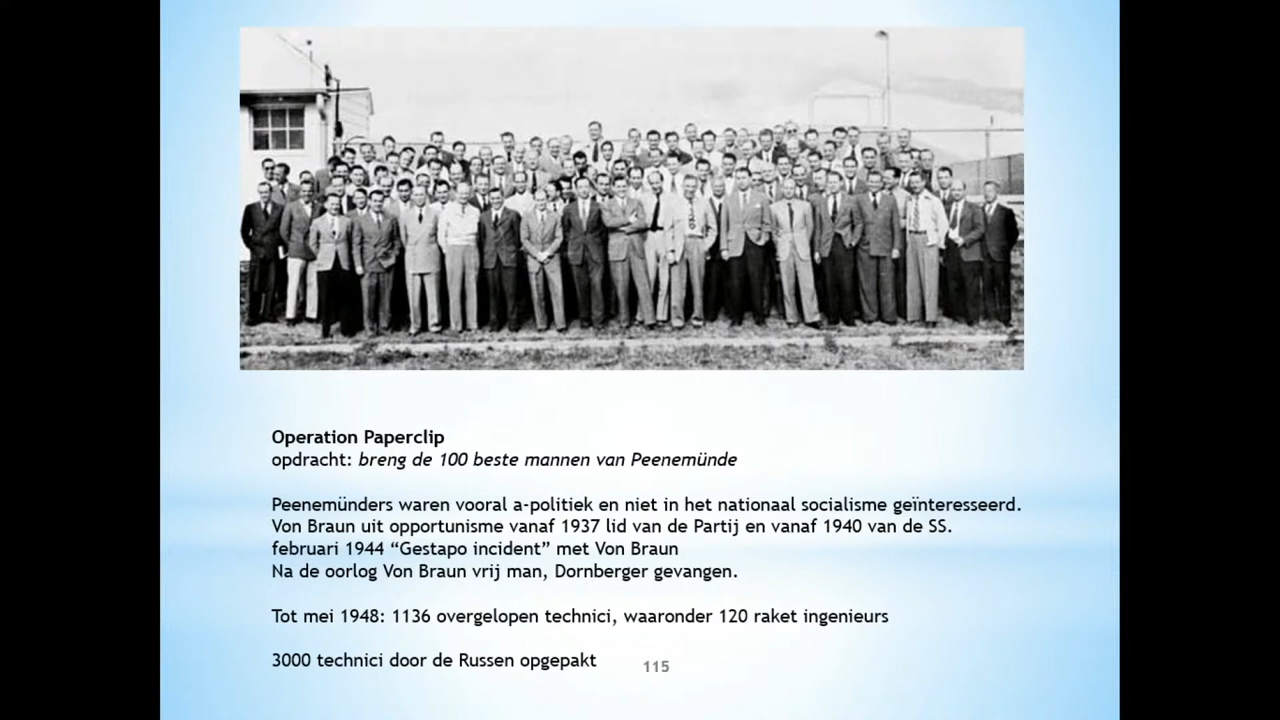 Operation Paperclip
opdracht: breng de 100 beste mannen van Peenemünde
Peenemünders waren vooral a-politiek en niet in het nationaal socialisme geïnteresseerd.
Von Braun uit opportunisme vanaf 1937 lid van de Partij en vanaf 1940 van de SS.
februari 1944 “Gestapo incident” met Von Braun
Na de oorlog Von Braun vrij man, Dornberger gevangen.
Tot mei 1948: 1136 overgelopen technici, waaronder 120 raket ingenieurs
3000 technici door de Russen opgepakt
115